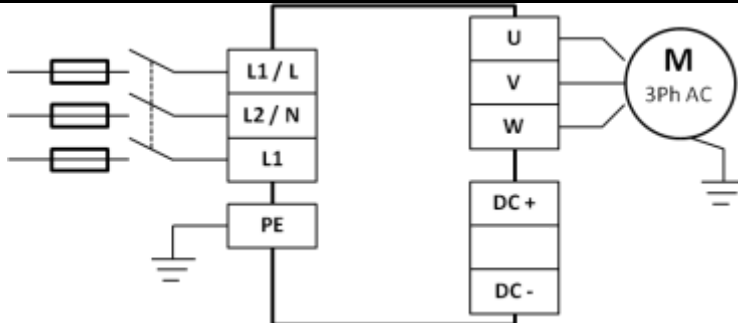 L1 / L
L2 / N
L1
PE
U
V
W
DC +
DC -
M
3Ph AC